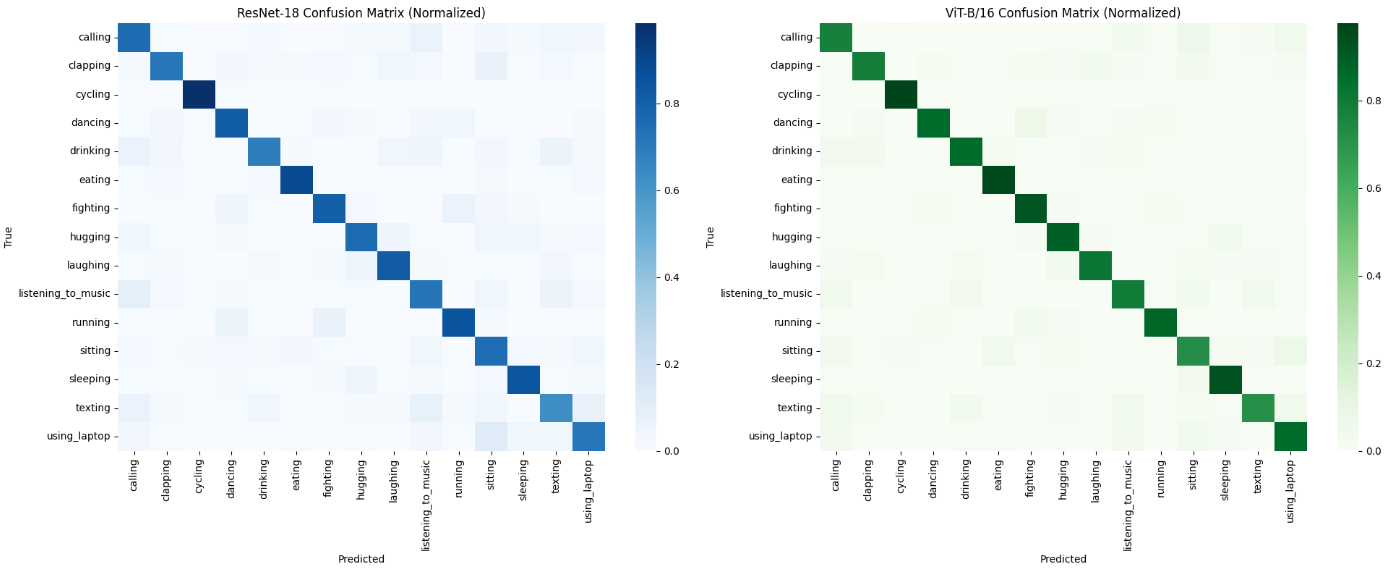 ResNet-18 Confusion Matrix (Normalized)
calling
clapping
cycling
dancing
drinking
eating
fighting
hugging
laughing
listening_to_music
running
sitting
sleeping
texting
using_laptop
True
calling
clapping
cycling
dancing
drinking
eating
fighting
hugging
laughing
listening_to_music
running
sitting
sleeping
texting
using_laptop
Predicted
0.8
0.6
0.4
0.2
0.0
ViT-B/16 Confusion Matrix (Normalized)
calling
clapping
cycling
dancing
drinking
eating
fighting
hugging
laughing
listening_to_music
running
sitting
sleeping
texting
using_laptop
True
calling
clapping
cycling
dancing
drinking
eating
fighting
hugging
laughing
listening_to_music
running
sitting
sleeping
texting
using_laptop
Predicted
0.8
0.6
0.4
0.2
0.0